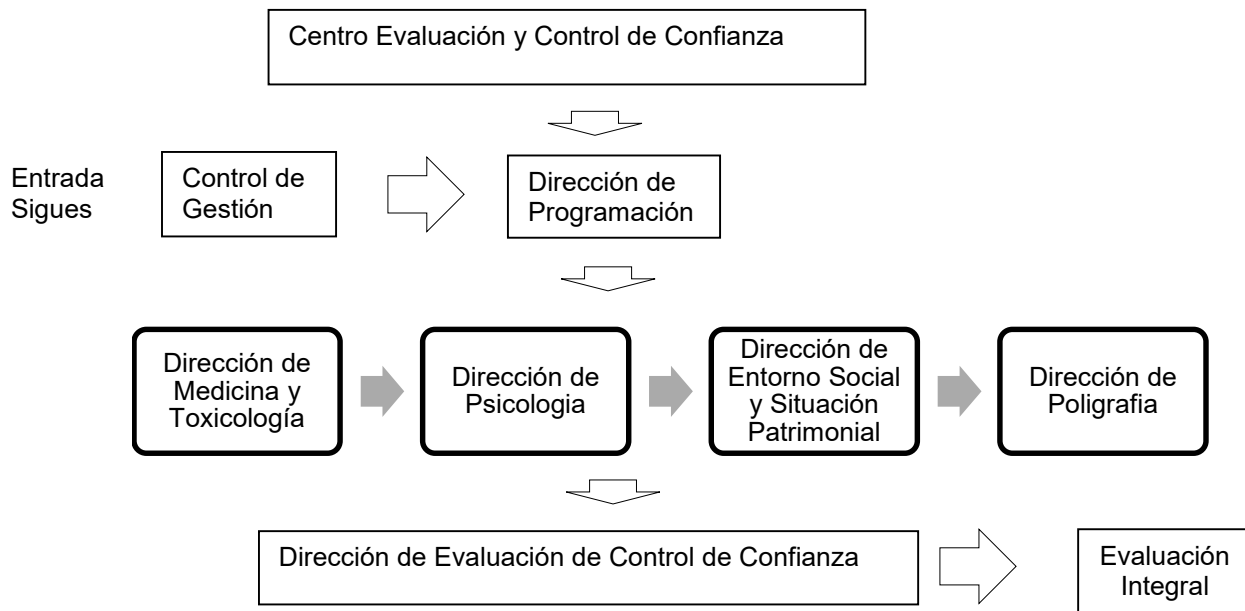 Centro Evaluación y Control de Confianza
Entrada
Sigues
Control de
Gestión
Dirección de
Programación
Dirección de
Medicina y
Toxicología
Dirección de
Psicologia
Dirección de
Entorno Social
y Situación
Patrimonial
Dirección de
Poligrafia
Dirección de Evaluación de Control de Confianza
Evaluación
Integral